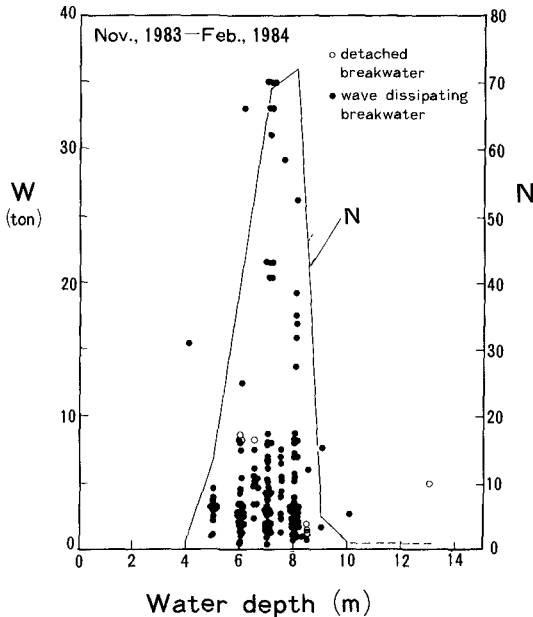 Nov., 1983—Feb., 1984
○ detached
breakwater
● wave dissipating
breakwater
W
(ton)
40
30
20
10
0
N
80
70
60
50
40
30
20
10
0
N
0 2 4 6 8 10 12 14
Water depth (m)